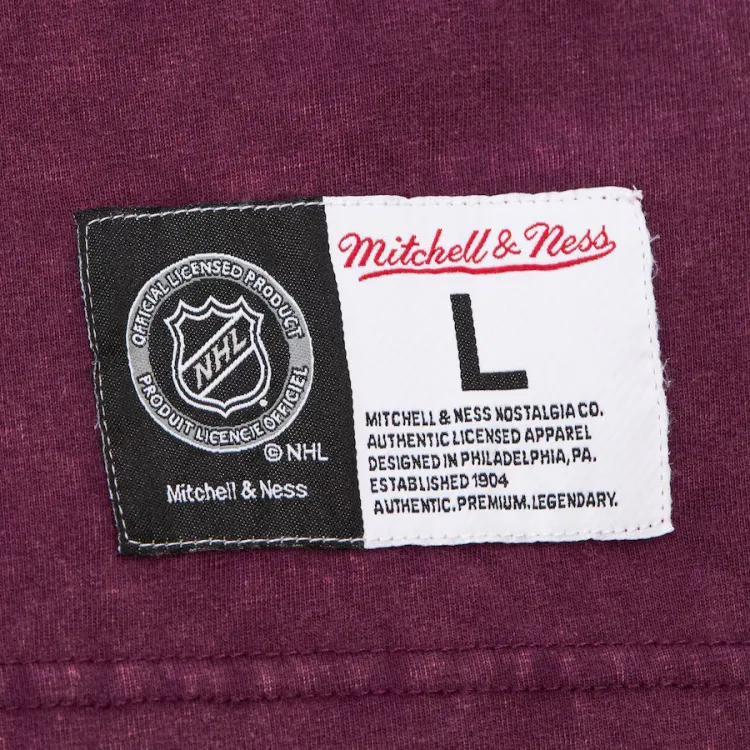 OFFICIAL LICENSED PRODUCT
NHL
PRODUIT LICENCIÉ OFFICIEL
© NHL
Mitchell & Ness
Mitchell & Ness
L
MITCHELL & NESS NOSTALGIA CO.
AUTHENTIC LICENSED APPAREL
DESIGNED IN PHILADELPHIA, PA.
ESTABLISHED 1904
AUTHENTIC.PREMIUM.LEGENDARY.